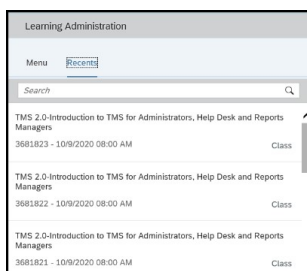 Learning Administration
Menu Recents
Search
TMS 2.0-Introduction to TMS for Administrators, Help Desk and Reports
Managers
3681823 - 10/9/2020 08:00 AM Class
TMS 2.0-Introduction to TMS for Administrators, Help Desk and Reports
Managers
3681822 - 10/9/2020 08:00 AM Class
TMS 2.0-Introduction to TMS for Administrators, Help Desk and Reports
Managers
3681821 - 10/9/2020 08:00 AM Class